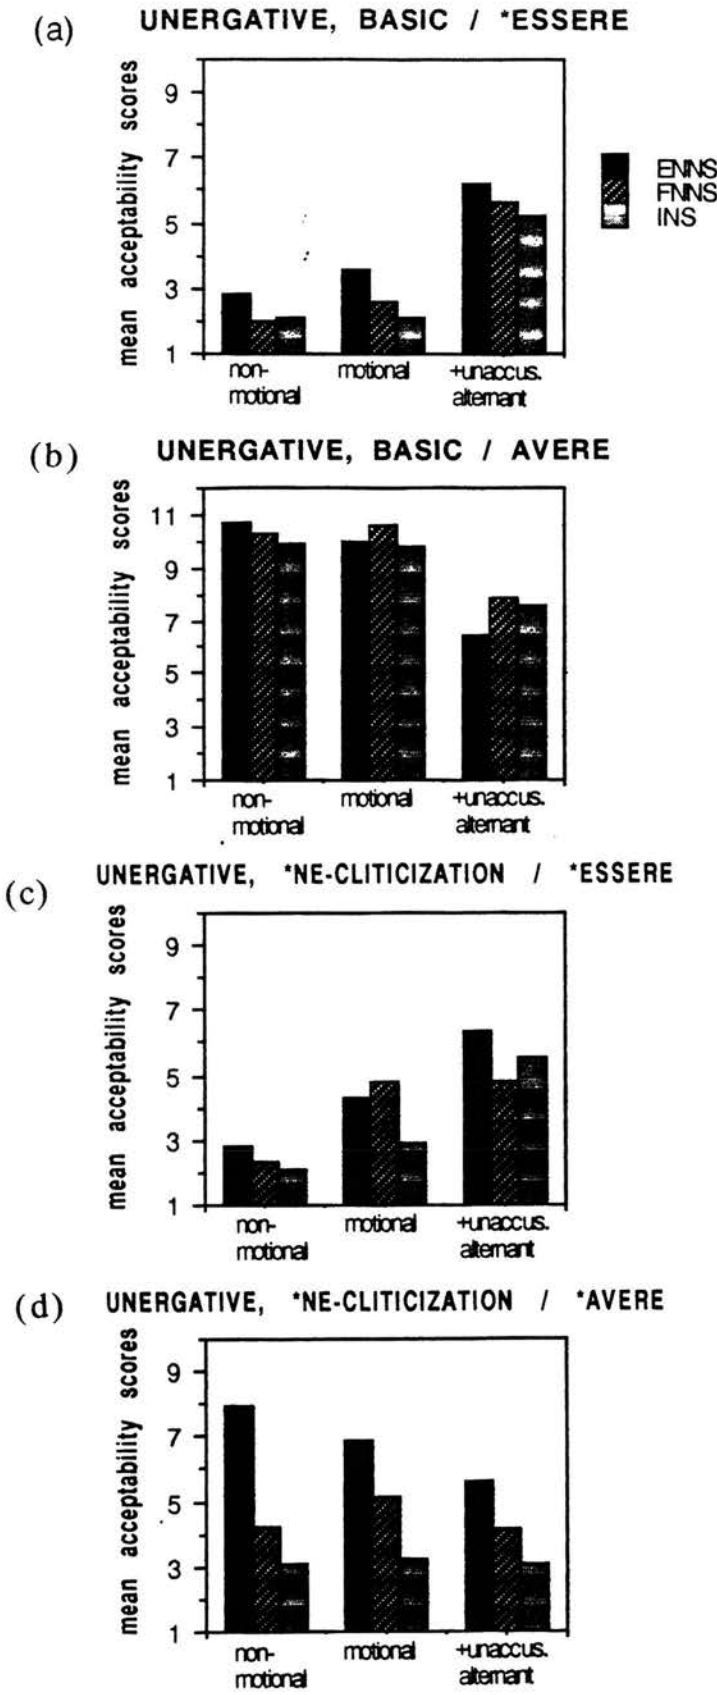 (a) UNERGATIVE, BASIC / *ESSERE
mean acceptability scores
9
7
5
3
1
non-motional
motional
+unaccus. alternant
ENNS
FNNS
INS
(b) UNERGATIVE, BASIC / AVERE
mean acceptability scores
11
9
7
5
3
1
non-motional
motional
+unaccus. alternant
(c) UNERGATIVE, *NE-CLITICIZATION / *ESSERE
mean acceptability scores
9
7
5
3
1
non-motional
motional
+unaccus. alternant
(d) UNERGATIVE, *NE-CLITICIZATION / *AVERE
mean acceptability scores
9
7
5
3
1
non-motional
motional
+unaccus. alternant